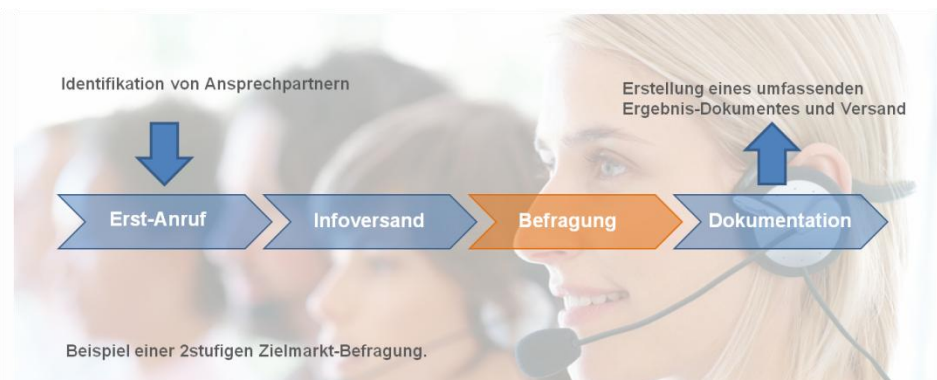 Identifikation von Ansprechpartnern
Erstellung eines umfassenden
Ergebnis-Dokumentes und Versand
Erst-Anruf
Infoversand
Befragung
Dokumentation
Beispiel einer 2stufigen Zielmarkt-Befragung.